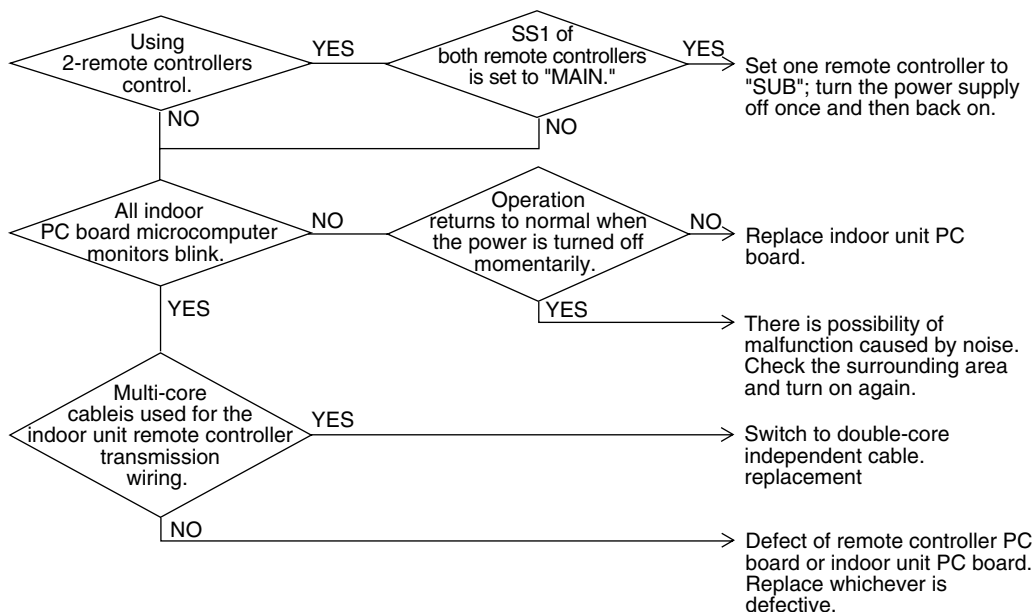 Using
2-remote controllers
control.
YES
SS1 of
both remote controllers
is set to "MAIN."
YES
Set one remote controller to
"SUB"; turn the power supply
off once and then back on.
NO
NO
All indoor
PC board microcomputer
monitors blink.
NO
Operation
returns to normal when
the power is turned off
momentarily.
NO
Replace indoor unit PC
board.
YES
YES
There is possibility of
malfunction caused by noise.
Check the surrounding area
and turn on again.
Multi-core
cableis used for the
indoor unit remote controller
transmission
wiring.
YES
Switch to double-core
independent cable.
replacement
NO
Defect of remote controller PC
board or indoor unit PC board.
Replace whichever is
defective.